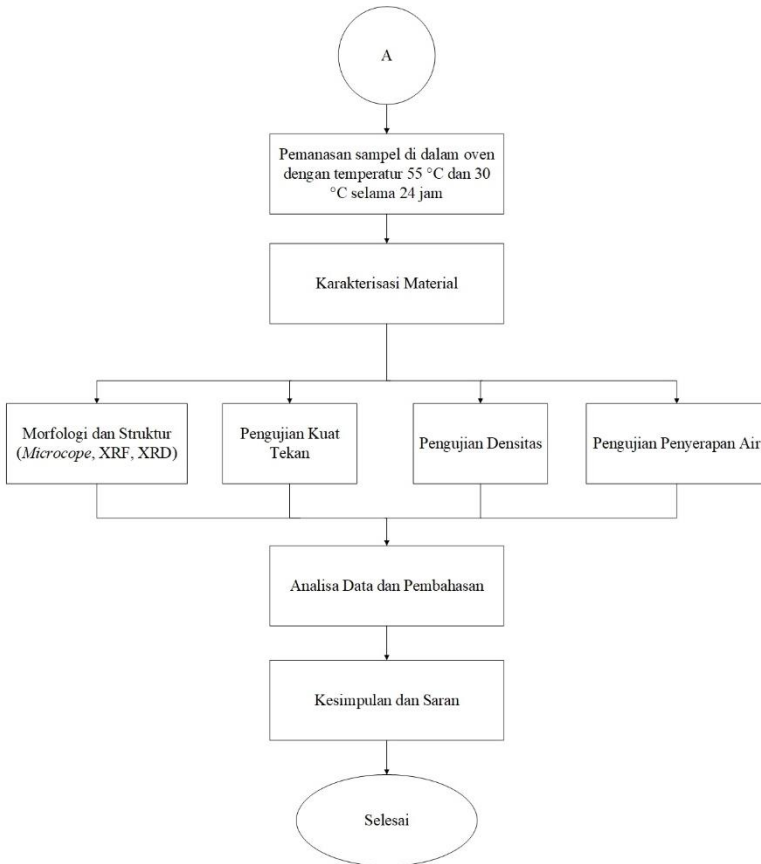 A
Pemanasan sampel di dalam oven
dengan temperatur 55 °C dan 30
°C selama 24 jam
Karakterisasi Material
Morfologi dan Struktur
(Microcope, XRF, XRD)
Pengujian Kuat
Tekan
Pengujian Densitas
Pengujian Penyerapan Air
Analisa Data dan Pembahasan
Kesimpulan dan Saran
Selesai